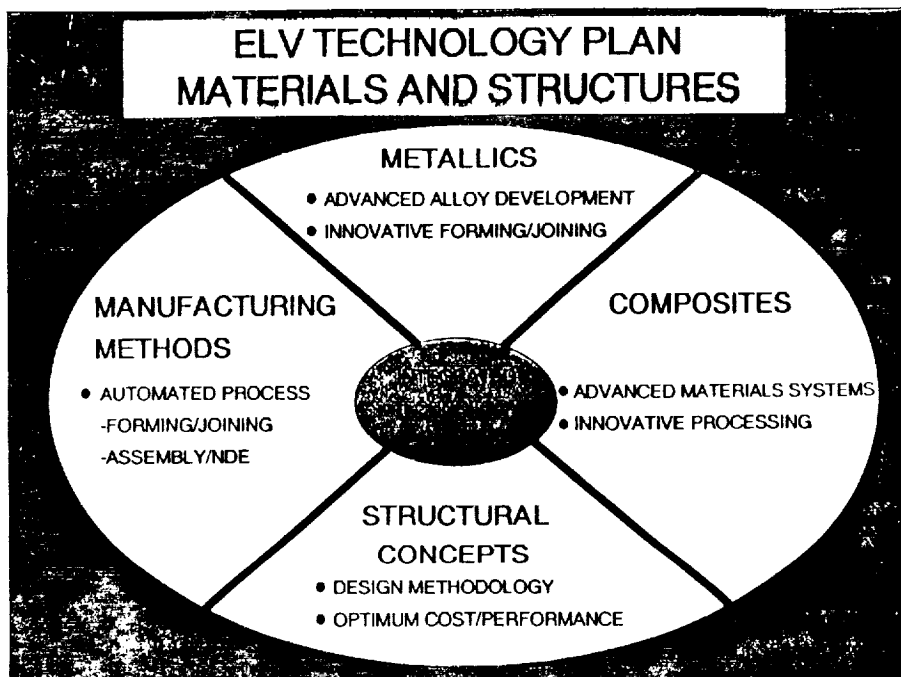 ELV TECHNOLOGY PLAN
MATERIALS AND STRUCTURES
METALLICS
• ADVANCED ALLOY DEVELOPMENT
• INNOVATIVE FORMING/JOINING
MANUFACTURING
METHODS
• AUTOMATED PROCESS
-FORMING/JOINING
-ASSEMBLY/NDE
COMPOSITES
• ADVANCED MATERIALS SYSTEMS
• INNOVATIVE PROCESSING
STRUCTURAL
CONCEPTS
• DESIGN METHODOLOGY
• OPTIMUM COST/PERFORMANCE